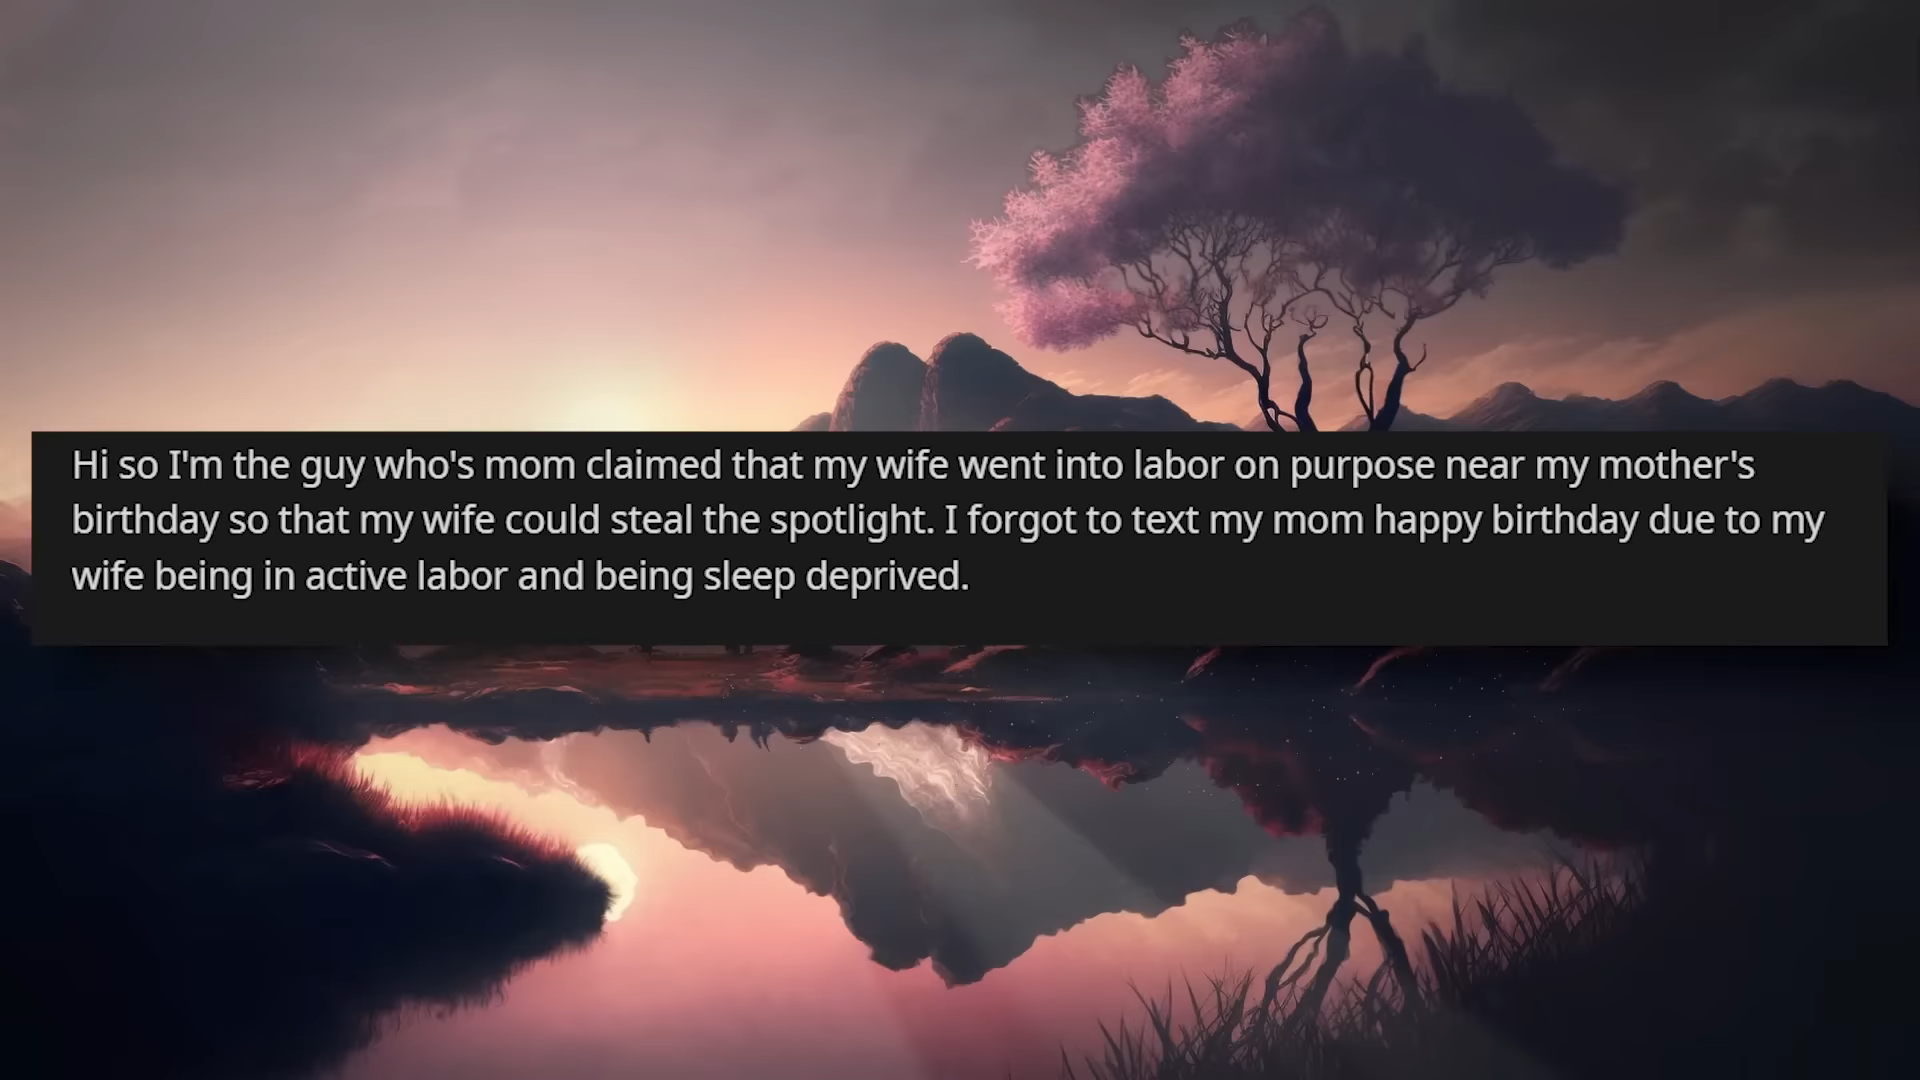 Hi so I'm the guy who's mom claimed that my wife went into labor on purpose near my mother's
birthday so that my wife could steal the spotlight. I forgot to text my mom happy birthday due to my
wife being in active labor and being sleep deprived.